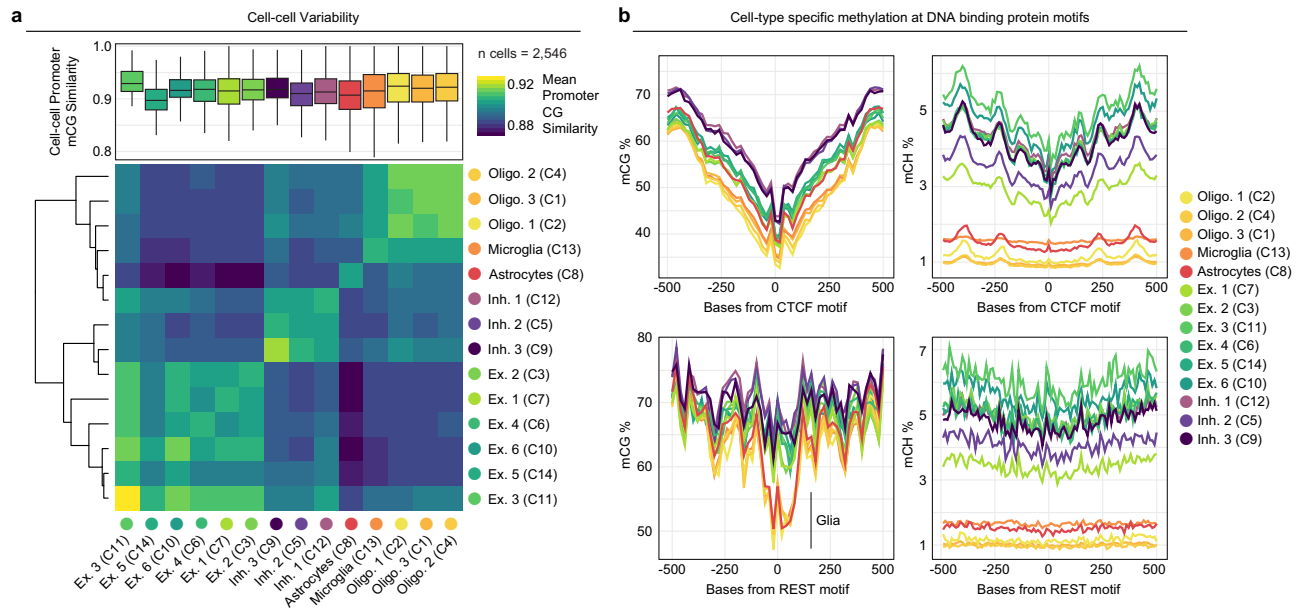 a
Cell-cell Variability
Cell-cell Promoter
mCG Similarity
1.0
0.9
0.8
n cells = 2,546
0.92
0.88
Mean
Promoter
CG
Similarity
Oligo. 2 (C4)
Oligo. 3 (C1)
Oligo. 1 (C2)
Microglia (C13)
Astrocytes (C8)
Inh. 1 (C12)
Inh. 2 (C5)
Inh. 3 (C9)
Ex. 2 (C3)
Ex. 1 (C7)
Ex. 4 (C6)
Ex. 6 (C10)
Ex. 5 (C14)
Ex. 3 (C11)
Ex. 3 (C11)
Ex. 5 (C14)
Ex. 6 (C10)
Ex. 4 (C6)
Ex. 1 (C7)
Ex. 2 (C3)
Inh. 3 (C9)
Inh. 2 (C5)
Inh. 1 (C12)
Astrocytes (C8)
Microglia (C13)
Oligo. 1 (C2)
Oligo. 3 (C1)
Oligo. 2 (C4)
b
Cell-type specific methylation at DNA binding protein motifs
mCG %
70
60
50
40
-500 -250 0 250 500
Bases from CTCF motif
mCH %
5
3
1
-500 -250 0 250 500
Bases from CTCF motif
mCG %
80
70
60
50
Glia
-500 -250 0 250 500
Bases from REST motif
mCH %
7
5
3
1
-500 -250 0 250 500
Bases from REST motif
Oligo. 1 (C2)
Oligo. 2 (C4)
Oligo. 3 (C1)
Microglia (C13)
Astrocytes (C8)
Ex. 1 (C7)
Ex. 2 (C3)
Ex. 3 (C11)
Ex. 4 (C6)
Ex. 5 (C14)
Ex. 6 (C10)
Inh. 1 (C12)
Inh. 2 (C5)
Inh. 3 (C9)